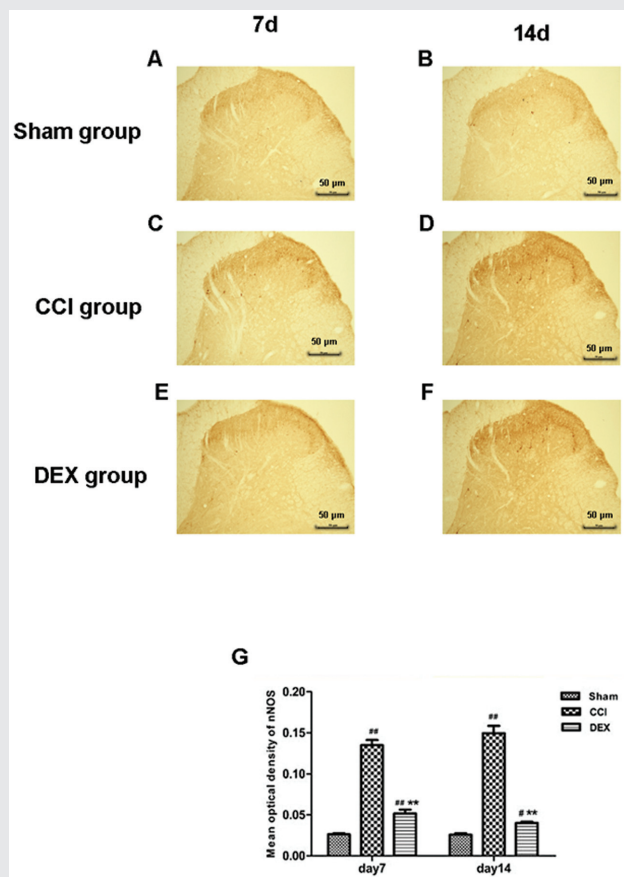 7d 14d
A B
Sham group 50 µm 50 µm
C D
CCI group 50 µm 50 µm
E F
DEX group 50 µm 50 µm
G
Mean optical density of nNOS
0.20
0.15
0.10
0.05
0.00
## ## ** ## # **
day7 day14
Sham
CCI
DEX